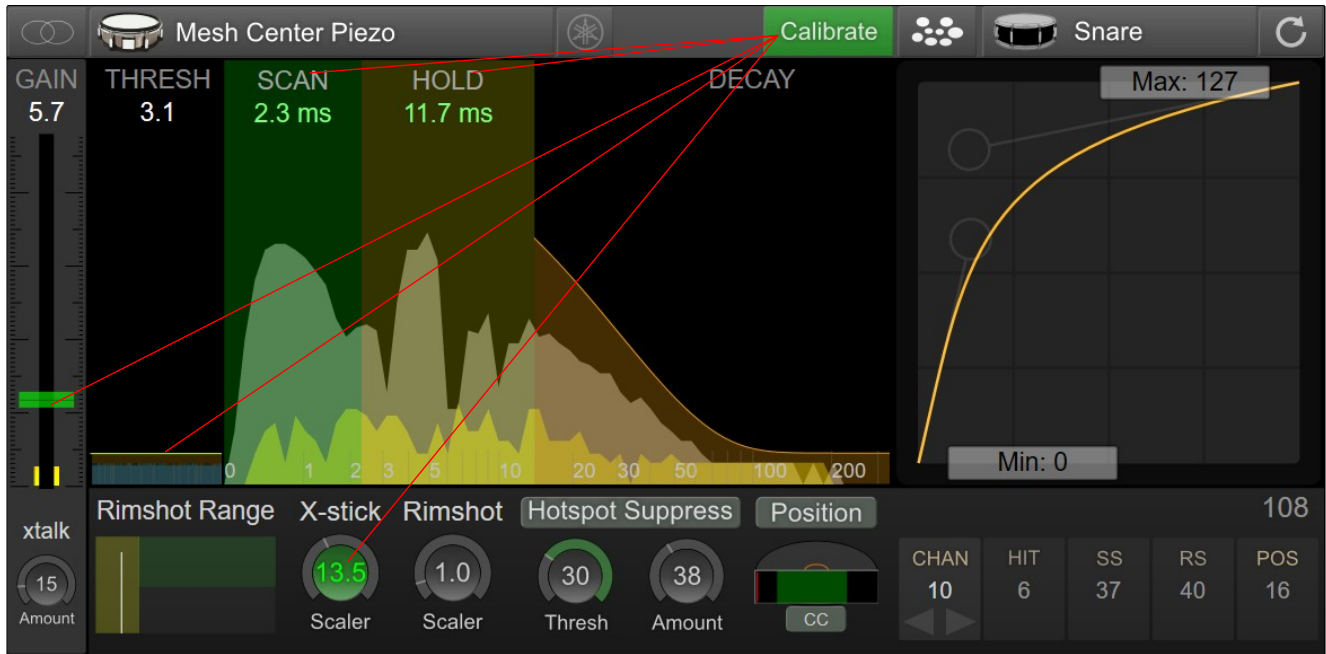 Mesh Center Piezo
Calibrate
Snare
GAIN
5.7
THRESH
3.1
SCAN
2.3 ms
HOLD
11.7 ms
DECAY
Max: 127
0 1 2 3 5 10 20 30 50 100 200
Min: 0
xtalk
15
Amount
Rimshot Range
X-stick
13.5
Scaler
Rimshot
1.0
Scaler
Hotspot Suppress
30
Thresh
38
Amount
Position
CC
108
CHAN HIT SS RS POS
10 6 37 40 16